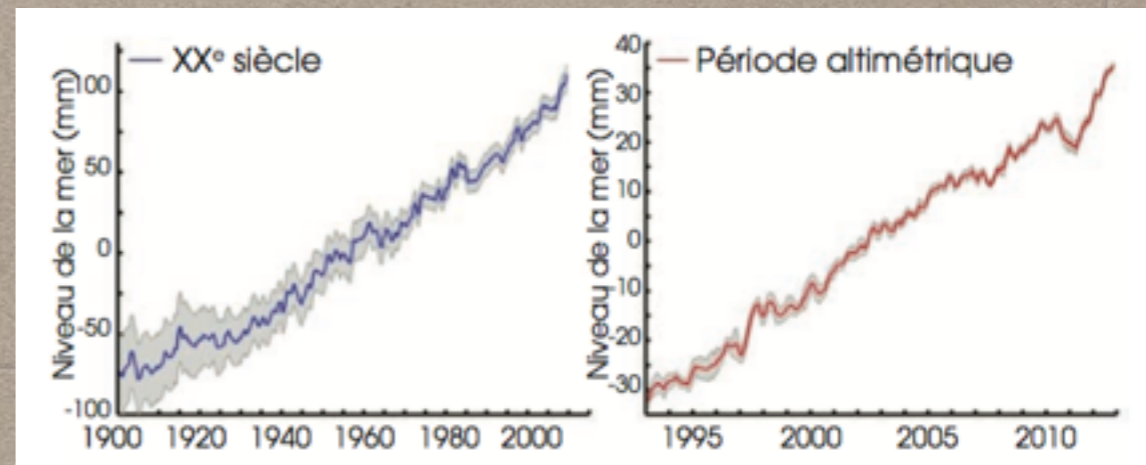 XXᵉ siècle
Niveau de la mer (mm)
100
50
0
-50
-100
1900 1920 1940 1960 1980 2000
Période altimétrique
Niveau de la mer (mm)
40
30
20
10
0
-10
-20
-30
1995 2000 2005 2010